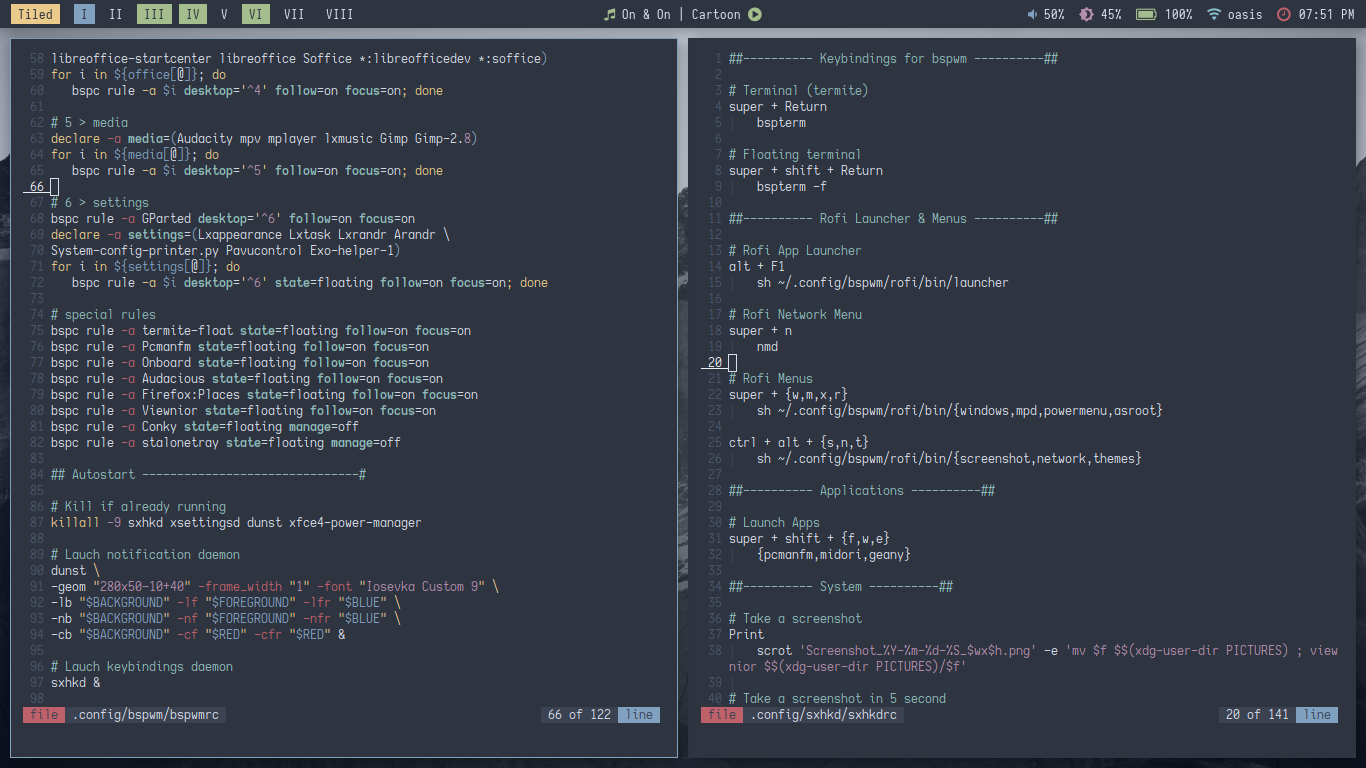 Tiled I II III IV V VI VII VIII On & On | Cartoon 50% 45% 100% oasis 07:51 PM
58 libreoffice-startcenter libreoffice Soffice *:libreofficedev *:soffice)
59 for i in ${office[@]}; do
60 bspc rule -a $i desktop='^4' follow=on focus=on; done
61
62 # 5 > media
63 declare -a media=(Audacity mpv mplayer lxmusic Gimp Gimp-2.8)
64 for i in ${media[@]}; do
65 bspc rule -a $i desktop='^5' follow=on focus=on; done
66
67 # 6 > settings
68 bspc rule -a GParted desktop='^6' follow=on focus=on
69 declare -a settings=(Lxappearance Lxtask Lxrandr Arandr \
70 System-config-printer.py Pavucontrol Exo-helper-1)
71 for i in ${settings[@]}; do
72 bspc rule -a $i desktop='^6' state=floating follow=on focus=on; done
73
74 # special rules
75 bspc rule -a termite-float state=floating follow=on focus=on
76 bspc rule -a Pcmanfm state=floating follow=on focus=on
77 bspc rule -a Onboard state=floating follow=on focus=on
78 bspc rule -a Audacious state=floating follow=on focus=on
79 bspc rule -a Firefox:Places state=floating follow=on focus=on
80 bspc rule -a Viewnior state=floating follow=on focus=on
81 bspc rule -a Conky state=floating manage=off
82 bspc rule -a stalonetray state=floating manage=off
83
84 ## Autostart -------------------------------#
85
86 # Kill if already running
87 killall -9 sxhkd xsettingsd dunst xfce4-power-manager
88
89 # Lauch notification daemon
90 dunst \
91 -geom "280x50-10+40" -frame_width "1" -font "Iosevka Custom 9" \
92 -lb "$BACKGROUND" -lf "$FOREGROUND" -lfr "$BLUE" \
93 -nb "$BACKGROUND" -nf "$FOREGROUND" -nfr "$BLUE" \
94 -cb "$BACKGROUND" -cf "$RED" -cfr "$RED" &
95
96 # Lauch keybindings daemon
97 sxhkd &
98
file .config/bspwm/bspwmrc 66 of 122 line
1 ##---------- Keybindings for bspwm ----------##
2
3 # Terminal (termite)
4 super + Return
5 bspterm
6
7 # Floating terminal
8 super + shift + Return
9 bspterm -f
10
11 ##---------- Rofi Launcher & Menus ----------##
12
13 # Rofi App Launcher
14 alt + F1
15 sh ~/.config/bspwm/rofi/bin/launcher
16
17 # Rofi Network Menu
18 super + n
19 nmd
20
21 # Rofi Menus
22 super + {w,m,x,r}
23 sh ~/.config/bspwm/rofi/bin/{windows,mpd,powermenu,asroot}
24
25 ctrl + alt + {s,n,t}
26 sh ~/.config/bspwm/rofi/bin/{screenshot,network,themes}
27
28 ##---------- Applications ----------##
29
30 # Launch Apps
31 super + shift + {f,w,e}
32 {pcmanfm,midori,geany}
33
34 ##---------- System ----------##
35
36 # Take a screenshot
37 Print
38 scrot 'Screenshot_%Y-%m-%d-%S_$wx$h.png' -e 'mv $f $$(xdg-user-dir PICTURES) ; view
nior $$(xdg-user-dir PICTURES)/$f'
39
40 # Take a screenshot in 5 second
file .config/sxhkd/sxhkdrc 20 of 141 line